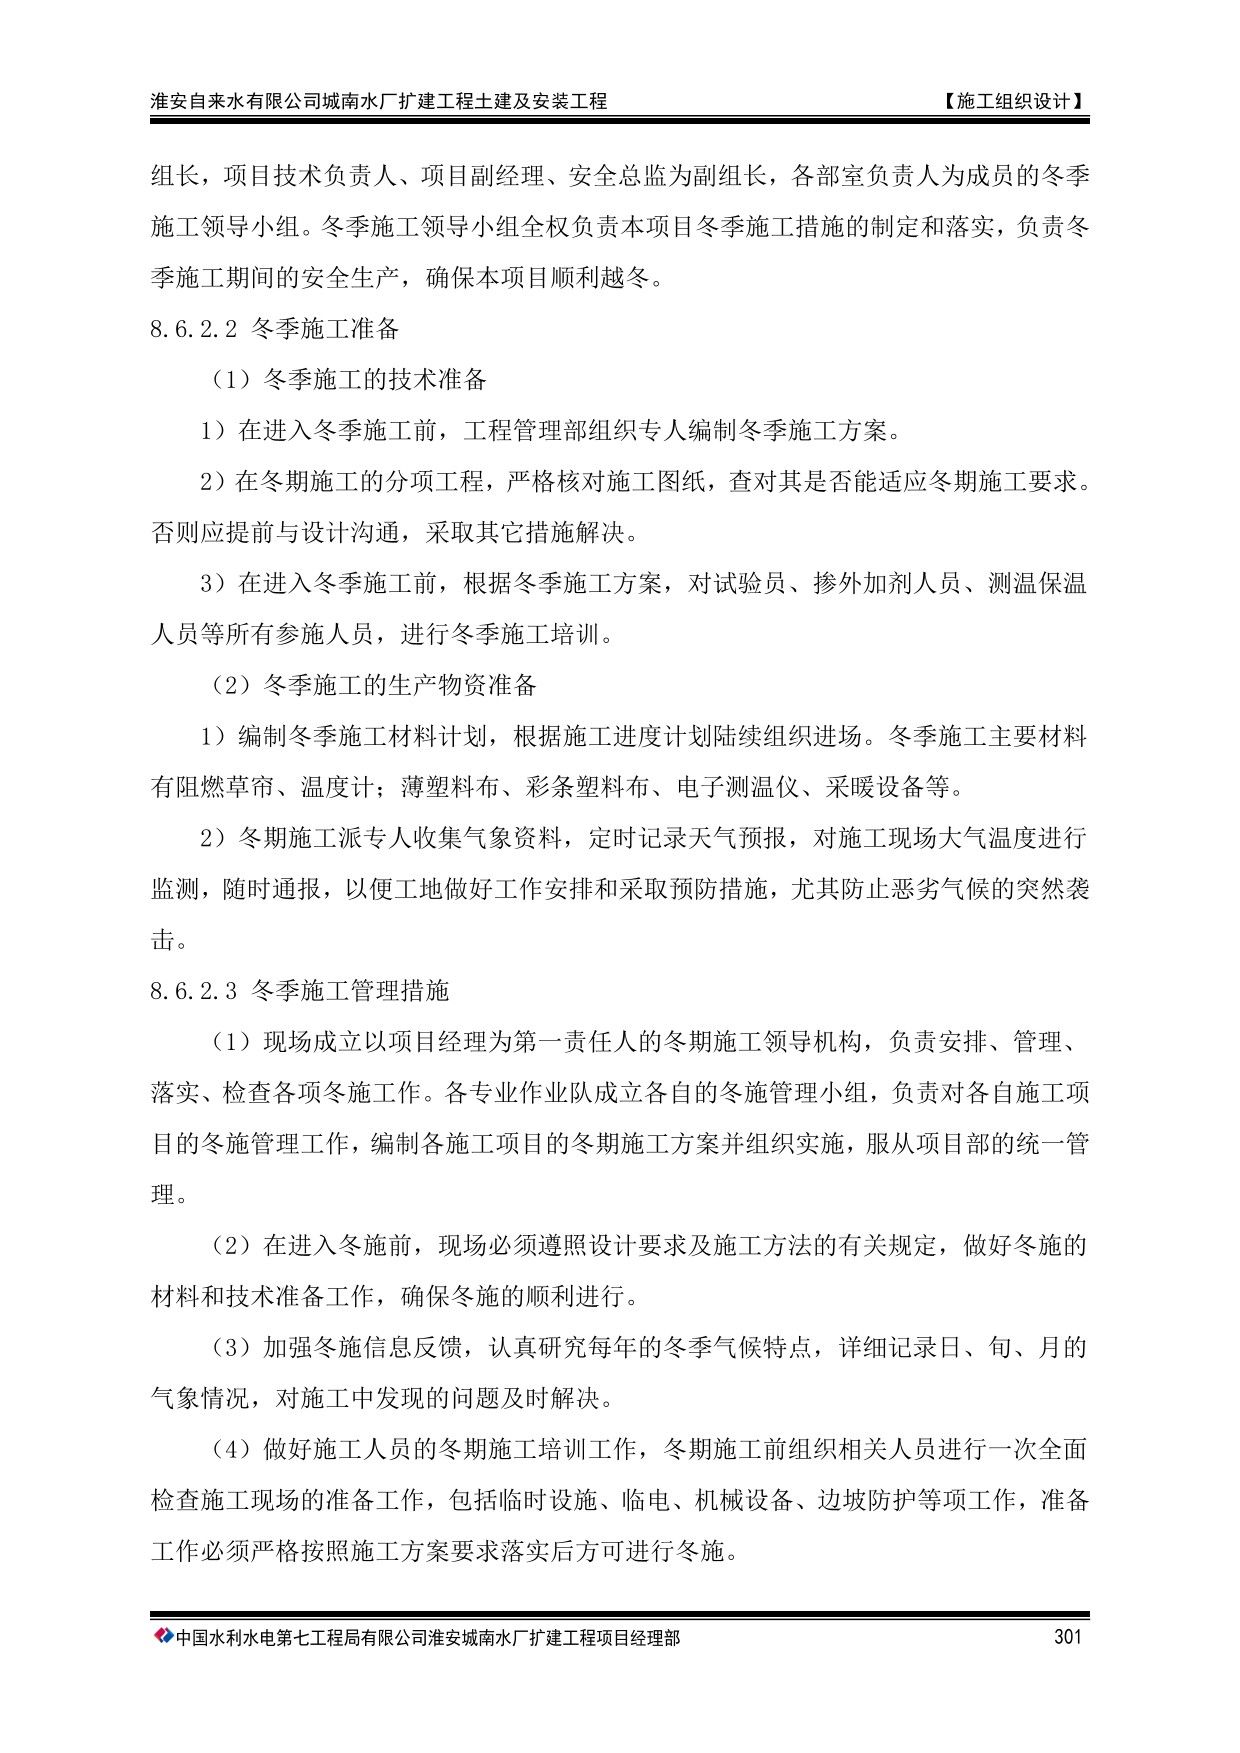 淮安自来水有限公司城南水厂扩建工程土建及安装工程 【施工组织设计】
组长，项目技术负责人、项目副经理、安全总监为副组长，各部室负责人为成员的冬季
施工领导小组。冬季施工领导小组全权负责本项目冬季施工措施的制定和落实，负责冬
季施工期间的安全生产，确保本项目顺利越冬。
8.6.2.2 冬季施工准备
（1）冬季施工的技术准备
1）在进入冬季施工前，工程管理部组织专人编制冬季施工方案。
2）在冬期施工的分项工程，严格核对施工图纸，查对其是否能适应冬期施工要求。
否则应提前与设计沟通，采取其它措施解决。
3）在进入冬季施工前，根据冬季施工方案，对试验员、掺外加剂人员、测温保温
人员等所有参施人员，进行冬季施工培训。
（2）冬季施工的生产物资准备
1）编制冬季施工材料计划，根据施工进度计划陆续组织进场。冬季施工主要材料
有阻燃草帘、温度计；薄塑料布、彩条塑料布、电子测温仪、采暖设备等。
2）冬期施工派专人收集气象资料，定时记录天气预报，对施工现场大气温度进行
监测，随时通报，以便工地做好工作安排和采取预防措施，尤其防止恶劣气候的突然袭
击。
8.6.2.3 冬季施工管理措施
（1）现场成立以项目经理为第一责任人的冬期施工领导机构，负责安排、管理、
落实、检查各项冬施工作。各专业作业队成立各自的冬施管理小组，负责对各自施工项
目的冬施管理工作，编制各施工项目的冬期施工方案并组织实施，服从项目部的统一管
理。
（2）在进入冬施前，现场必须遵照设计要求及施工方法的有关规定，做好冬施的
材料和技术准备工作，确保冬施的顺利进行。
（3）加强冬施信息反馈，认真研究每年的冬季气候特点，详细记录日、旬、月的
气象情况，对施工中发现的问题及时解决。
（4）做好施工人员的冬期施工培训工作，冬期施工前组织相关人员进行一次全面
检查施工现场的准备工作，包括临时设施、临电、机械设备、边坡防护等项工作，准备
工作必须严格按照施工方案要求落实后方可进行冬施。
中国水利水电第七工程局有限公司淮安城南水厂扩建工程项目经理部 301